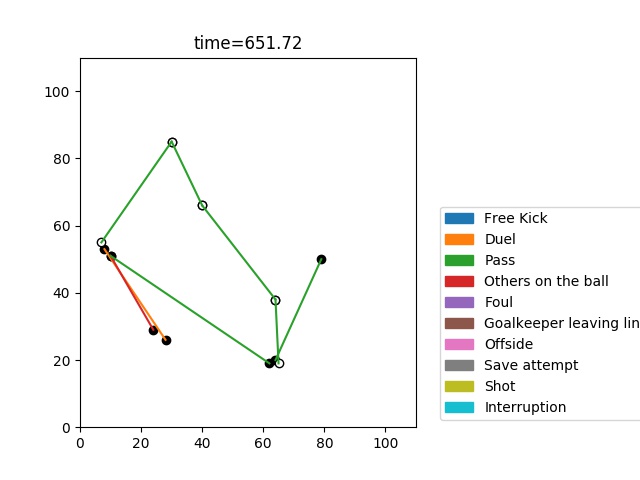 time=651.72
100
80
60
40
20
0
0 20 40 60 80 100
Free Kick
Duel
Pass
Others on the ball
Foul
Goalkeeper leaving lin
Offside
Save attempt
Shot
Interruption